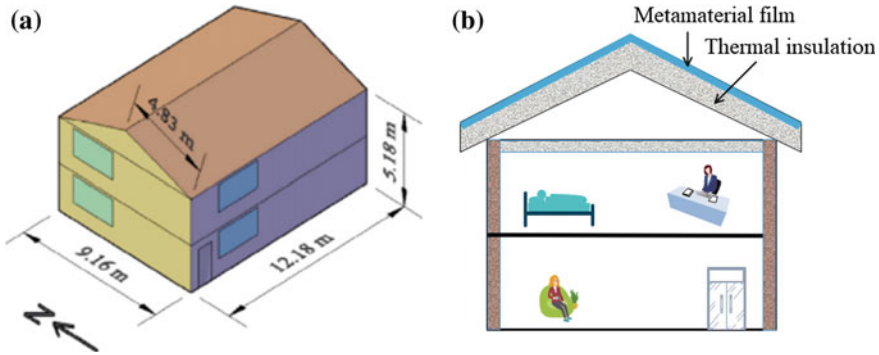 (a)
4.83 m
5.18 m
9.16 m
12.18 m
N
(b)
Metamaterial film
Thermal insulation